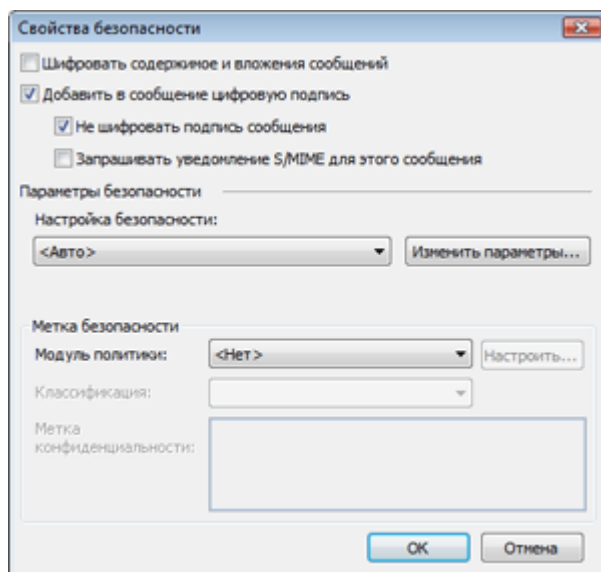 Свойства безопасности
Шифровать содержимое и вложения сообщений
Добавить в сообщение цифровую подпись
Не шифровать подпись сообщения
Запрашивать уведомление S/MIME для этого сообщения
Параметры безопасности
Настройка безопасности:
<Авто> Изменить параметры...
Метка безопасности
Модуль политики: <Нет> Настроить...
Классификация:
Метка
конфиденциальности:
ОК Отмена